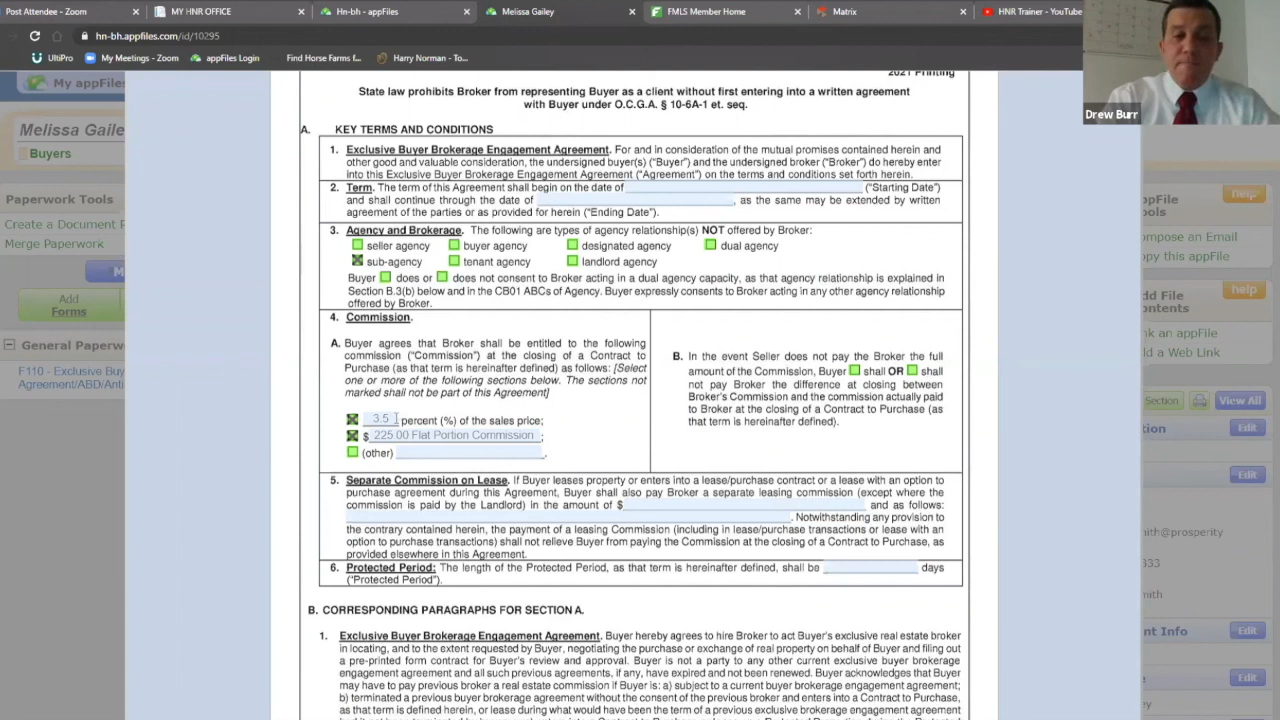 Post Attendee - Zoom
MY HNR OFFICE
Hn-bh - appFiles
Melissa Gailey
FMLS Member Home
Matrix
HNR Trainer - YouTube
hn-bh.appfiles.com/id/10295
UltiPro
My Meetings - Zoom
appFiles Login
Find Horse Farms f...
Harry Norman - To...
Drew Burr
My appFiles
Melissa Gailey
Buyers
Paperwork Tools
Create a Document P
Merge Paperwork
M
Add
Forms
General Paperw
F110 - Exclusive Buy
Agreement/ABD/Anti
2021 Printing
State law prohibits Broker from representing Buyer as a client without first entering into a written agreement
with Buyer under O.C.G.A. § 10-6A-1 et. seq.
A. KEY TERMS AND CONDITIONS
1. Exclusive Buyer Brokerage Engagement Agreement. For and in consideration of the mutual promises contained herein and
other good and valuable consideration, the undersigned buyer(s) ("Buyer") and the undersigned broker ("Broker") do hereby enter
into this Exclusive Buyer Brokerage Engagement Agreement ("Agreement") on the terms and conditions set forth herein.
2. Term. The term of this Agreement shall begin on the date of ("Starting Date")
and shall continue through the date of , as the same may be extended by written
agreement of the parties or as provided for herein ("Ending Date").
3. Agency and Brokerage. The following are types of agency relationship(s) NOT offered by Broker:
seller agency buyer agency designated agency dual agency
sub-agency tenant agency landlord agency
Buyer does or does not consent to Broker acting in a dual agency capacity, as that agency relationship is explained in
Section B.3(b) below and in the CB01 ABCs of Agency. Buyer expressly consents to Broker acting in any other agency relationship
offered by Broker.
4. Commission.
A. Buyer agrees that Broker shall be entitled to the following
commission ("Commission") at the closing of a Contract to
Purchase (as that term is hereinafter defined) as follows: [Select
one or more of the following sections below. The sections not
marked shall not be part of this Agreement]
3.5 percent (%) of the sales price;
$ 225.00 Flat Portion Commission ;
(other) .
B. In the event Seller does not pay the Broker the full
amount of the Commission, Buyer shall OR shall
not pay Broker the difference at closing between
Broker's Commission and the commission actually paid
to Broker at the closing of a Contract to Purchase (as
that term is hereinafter defined).
5. Separate Commission on Lease. If Buyer leases property or enters into a lease/purchase contract or a lease with an option to
purchase agreement during this Agreement, Buyer shall also pay Broker a separate leasing commission (except where the
commission is paid by the Landlord) in the amount of $ and as follows:
. Notwithstanding any provision to
the contrary contained herein, the payment of a leasing Commission (including in lease/purchase transactions or lease with an
option to purchase transactions) shall not relieve Buyer from paying the Commission at the closing of a Contract to Purchase, as
provided elsewhere in this Agreement.
6. Protected Period: The length of the Protected Period, as that term is hereinafter defined, shall be days
("Protected Period").
B. CORRESPONDING PARAGRAPHS FOR SECTION A.
1. Exclusive Buyer Brokerage Engagement Agreement. Buyer hereby agrees to hire Broker to act Buyer's exclusive real estate broker
in locating, and to the extent requested by Buyer, negotiating the purchase or exchange of real property on behalf of Buyer and filing out
a pre-printed form contract for Buyer's review and approval. Buyer is not a party to any other current exclusive buyer brokerage
engagement agreement and all such previous agreements, if any, have expired and not been renewed. Buyer acknowledges that Buyer
may have to pay previous broker a real estate commission if Buyer is: a) subject to a current buyer brokerage engagement agreement;
b) terminated a previous buyer brokerage agreement without the consent of the previous broker and enters into a Contract to Purchase,
as that term is defined herein, or lease during what would have been the term of a previous exclusive brokerage engagement agreement
ppFile
ools
help
ompose an Email
opy this appFile
dd File
ontents
help
nk an appFile
dd a Web Link
Section
View All
tion
Edit
Edit
mith@prosperity
333
mith
nt Info
Edit
Edit
ey